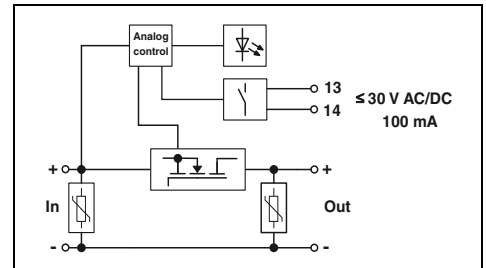 Analog
control
13
14
≤ 30 V AC/DC
100 mA
+
+
In
Out
-
-